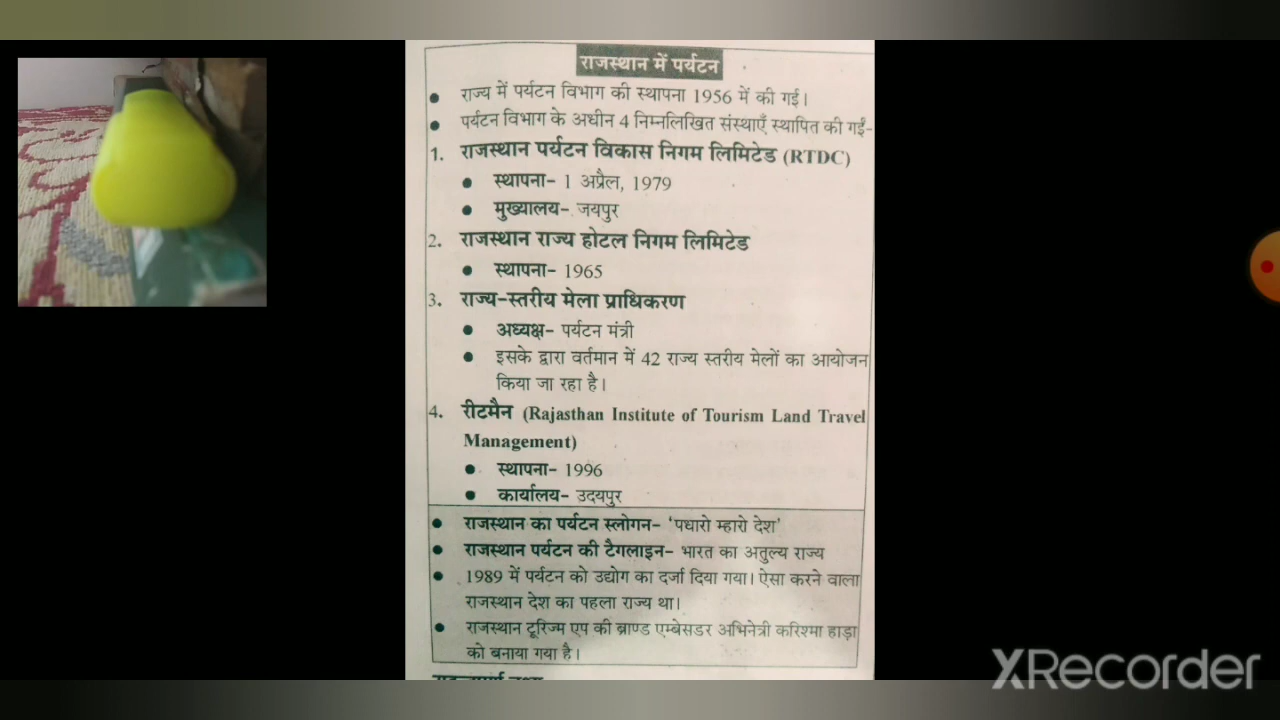 राजस्थान में पर्यटन
● राज्य में पर्यटन विभाग की स्थापना 1956 में की गई।
● पर्यटन विभाग के अधीन 4 निम्नलिखित संस्थाएँ स्थापित की गईं-
1. राजस्थान पर्यटन विकास निगम लिमिटेड (RTDC)
● स्थापना- 1 अप्रैल, 1979
● मुख्यालय- जयपुर
2. राजस्थान राज्य होटल निगम लिमिटेड
● स्थापना- 1965
3. राज्य-स्तरीय मेला प्राधिकरण
● अध्यक्ष- पर्यटन मंत्री
● इसके द्वारा वर्तमान में 42 राज्य स्तरीय मेलों का आयोजन
किया जा रहा है।
4. रीटमैन (Rajasthan Institute of Tourism Land Travel
Management)
● स्थापना- 1996
● कार्यालय- उदयपुर
● राजस्थान का पर्यटन स्लोगन- 'पधारो म्हारो देश'
● राजस्थान पर्यटन की टैगलाइन- भारत का अतुल्य राज्य
● 1989 में पर्यटन को उद्योग का दर्जा दिया गया। ऐसा करने वाला
राजस्थान देश का पहला राज्य था।
● राजस्थान टूरिज्म एप की ब्राण्ड एम्बेसडर अभिनेत्री करिश्मा हाड़ा
को बनाया गया है।
XRecorder